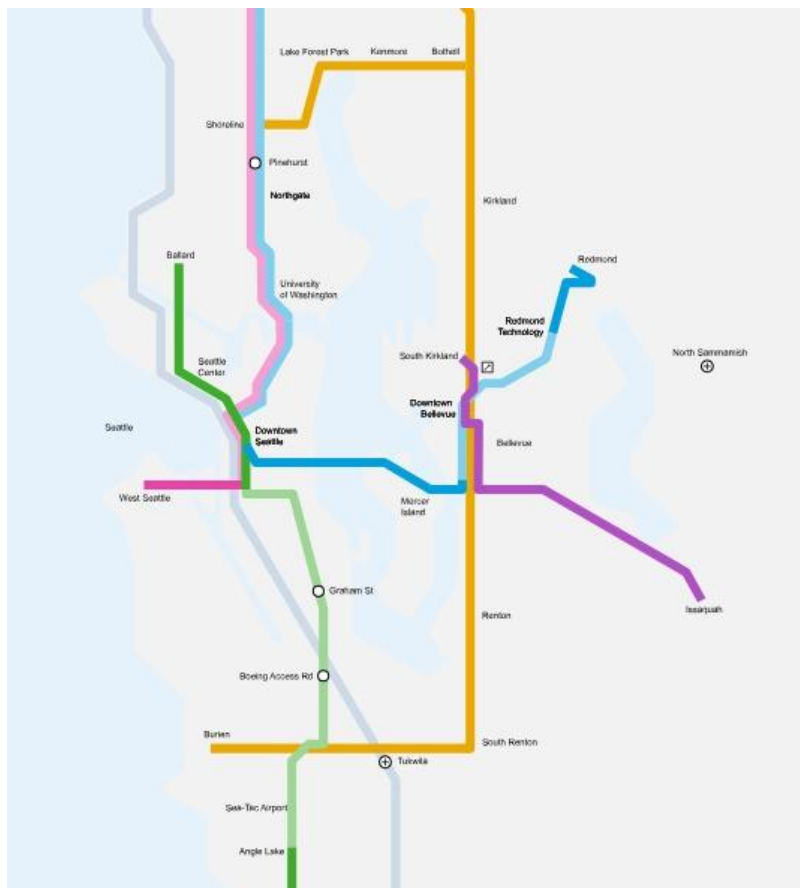 Lake Forest Park
Kenmore
Bothell
Shoreline
Pinehurst
Northgate
Kirkland
Ballard
Redmond
University
of Washington
Redmond
Technology
Seattle
Center
South Kirkland
North Sammamish
Downtown
Bellevue
Seattle
Downtown
Seattle
Bellevue
West Seattle
Mercer
Island
Graham St
Issaquah
Renton
Boeing Access Rd
Burien
South Renton
Tukwila
Sea-Tac Airport
Angle Lake